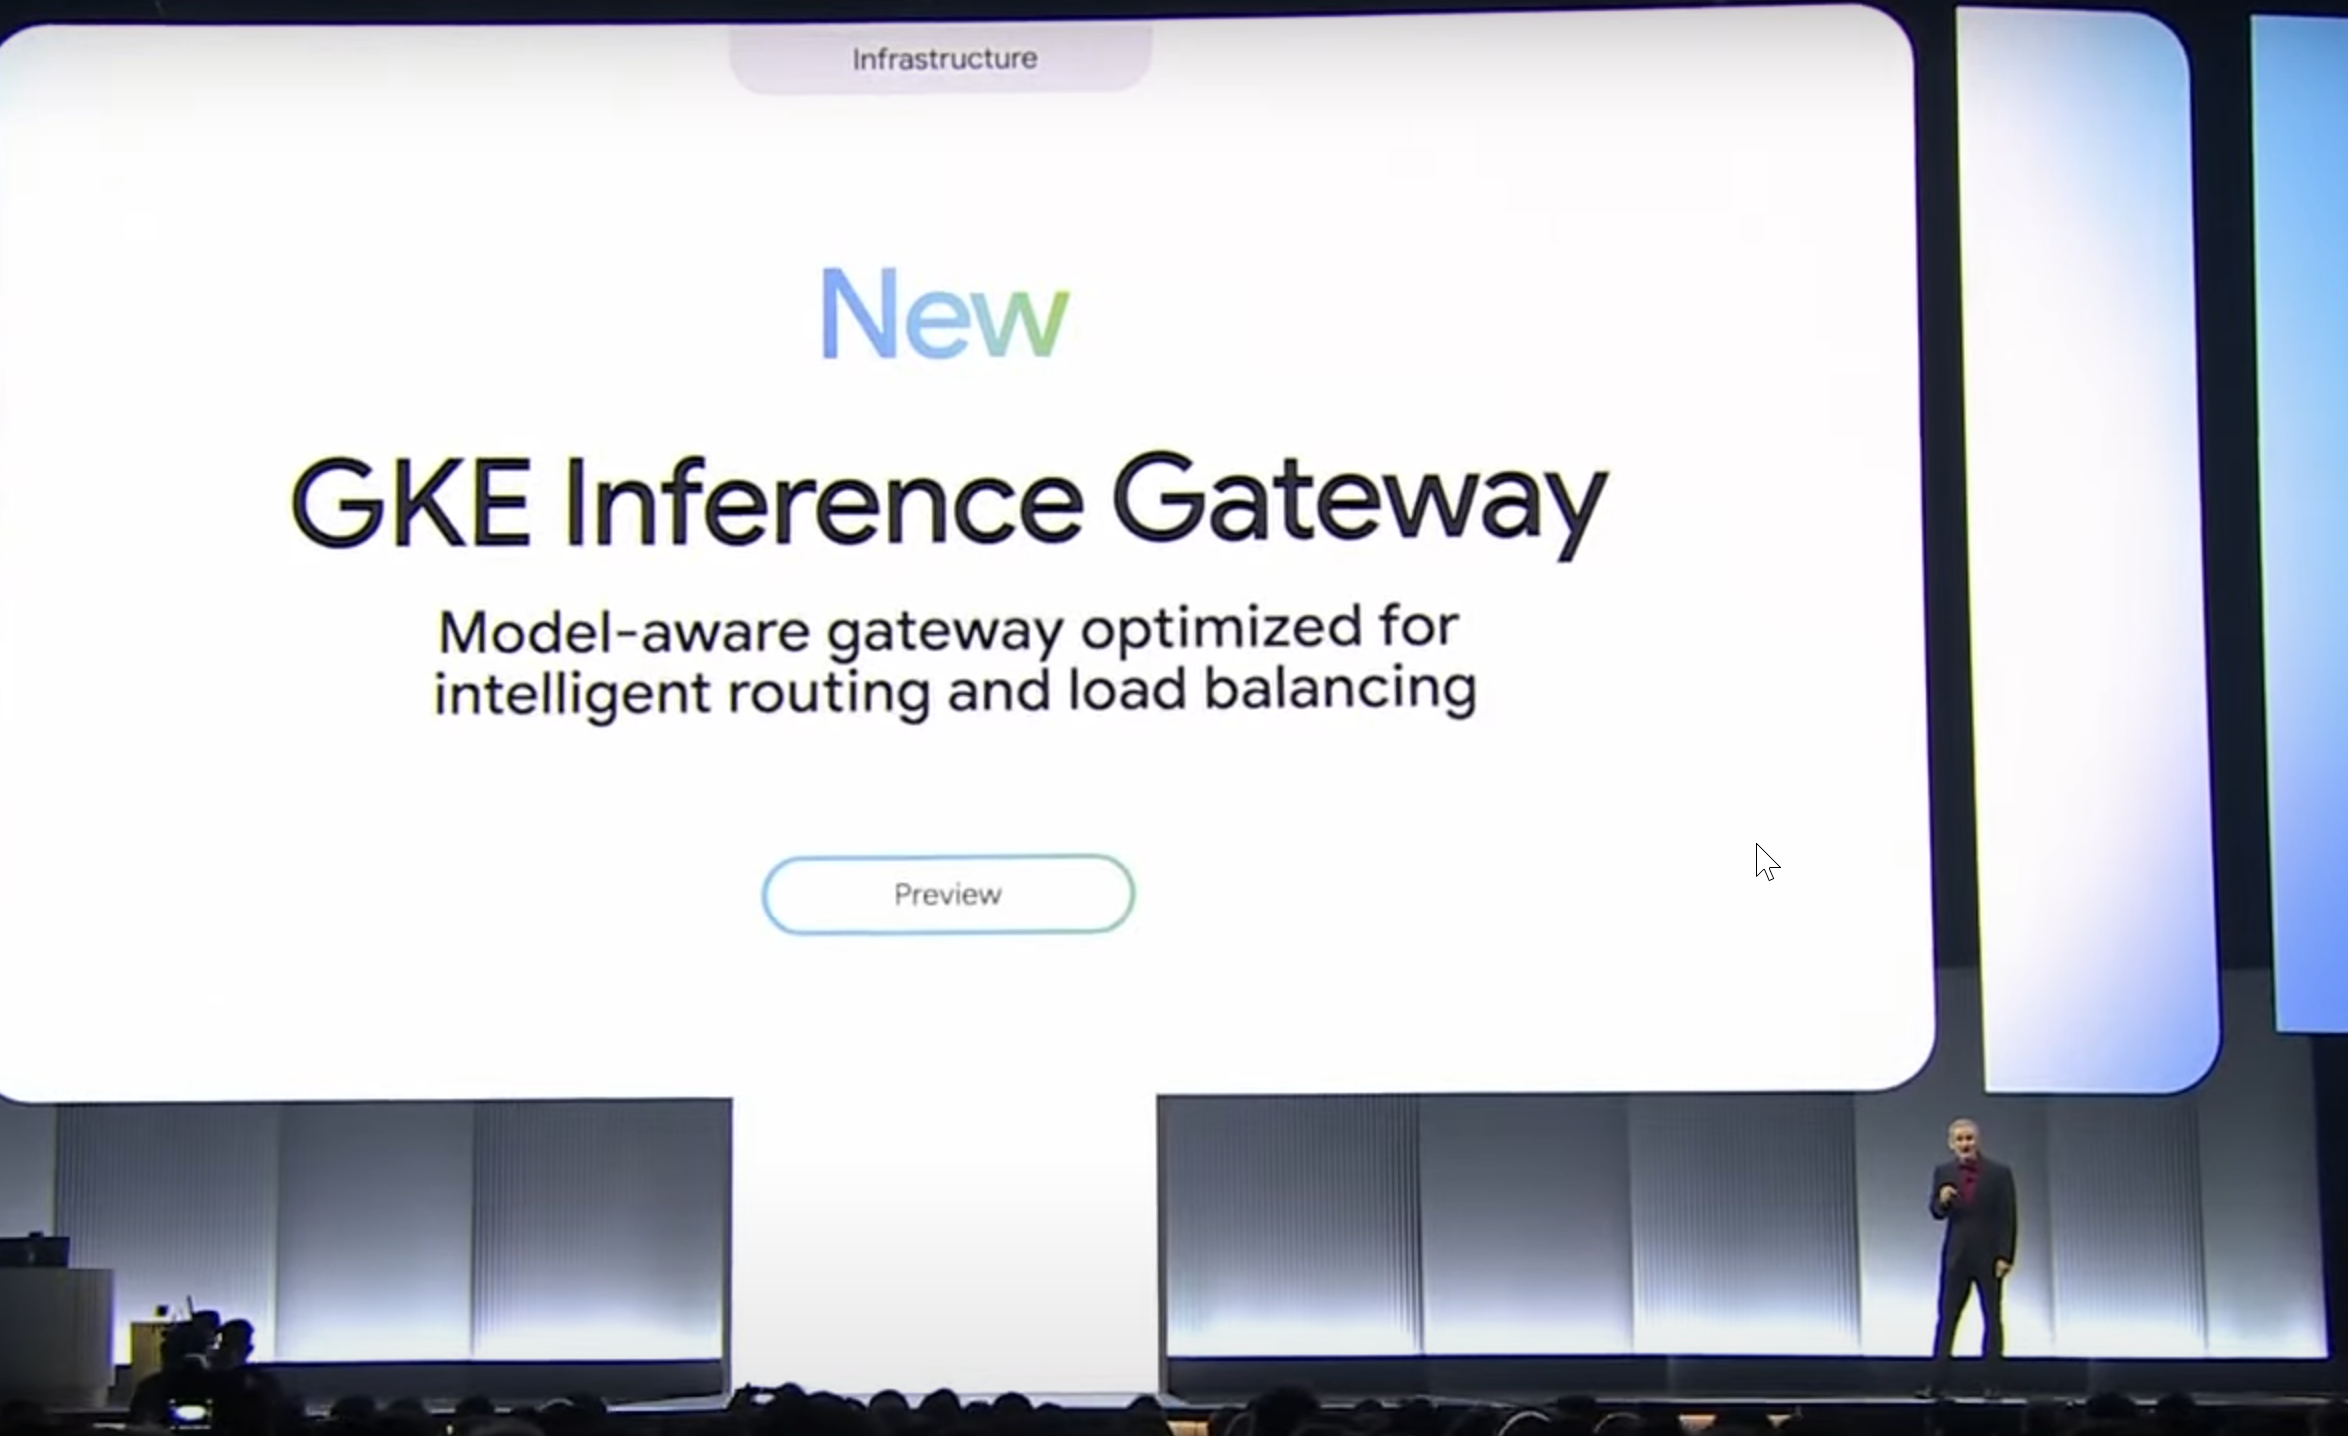 Infrastructure
New
GKE Inference Gateway
Model-aware gateway optimized for
intelligent routing and load balancing
Preview